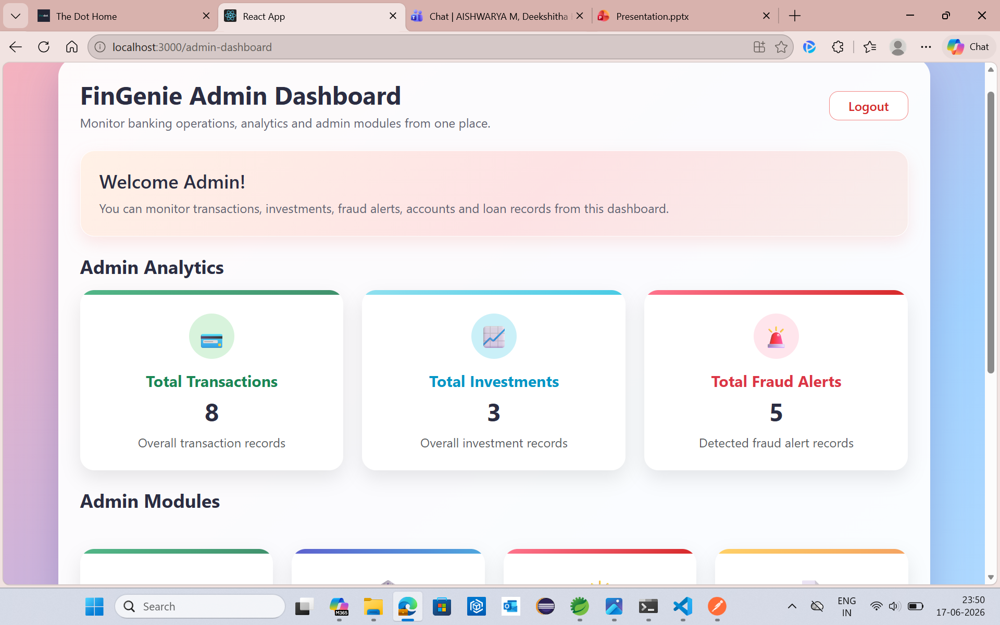 The Dot Home
React App
Chat | AISHWARYA M, Deekshitha
Presentation.pptx
localhost:3000/admin-dashboard
Chat
FinGenie Admin Dashboard
Monitor banking operations, analytics and admin modules from one place.
Logout
Welcome Admin!
You can monitor transactions, investments, fraud alerts, accounts and loan records from this dashboard.
Admin Analytics
Total Transactions
8
Overall transaction records
Total Investments
3
Overall investment records
Total Fraud Alerts
5
Detected fraud alert records
Admin Modules
Search
M365
ENG
IN
23:50
17-06-2026